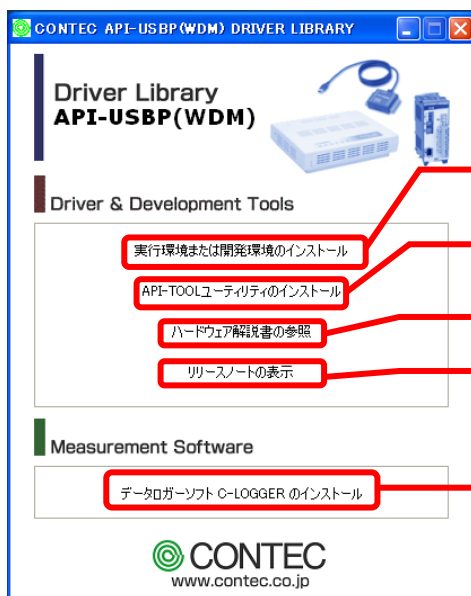 CONTEC API-USBP(WDM) DRIVER LIBRARY
Driver Library
API-USBP(WDM)
Driver & Development Tools
実行環境または開発環境のインストール
API-TOOLユーティリティのインストール
ハードウェア解説書の参照
リリースノートの表示
Measurement Software
データロガーソフト C-LOGGER のインストール
CONTEC
www.contec.co.jp